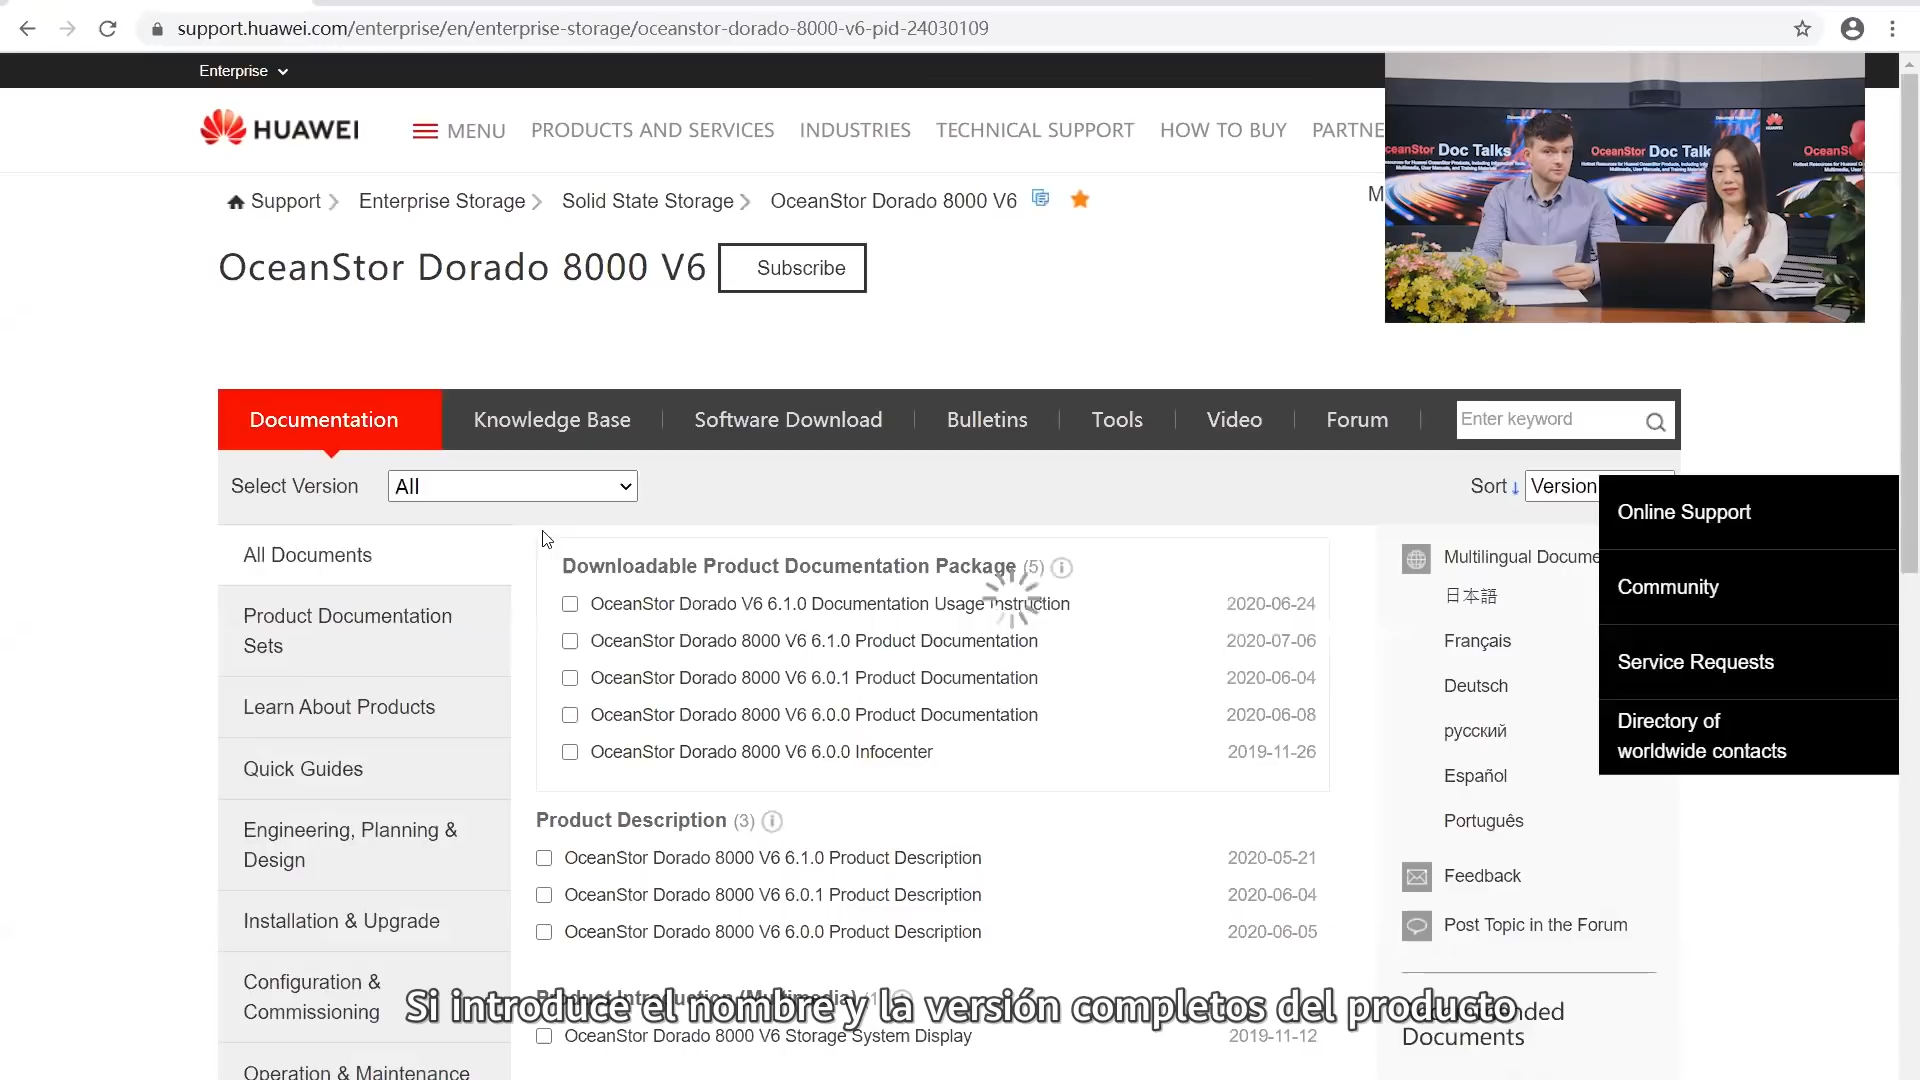 support.huawei.com/enterprise/en/enterprise-storage/oceanstor-dorado-8000-v6-pid-24030109
Enterprise
HUAWEI
MENU
PRODUCTS AND SERVICES
INDUSTRIES
TECHNICAL SUPPORT
HOW TO BUY
PARTNE
Support
Enterprise Storage
Solid State Storage
OceanStor Dorado 8000 V6
M
OceanStor Doc Talks
OceanStor Dorado 8000 V6
Subscribe
Documentation
Knowledge Base
Software Download
Bulletins
Tools
Video
Forum
Enter keyword
Select Version
All
Sort
Version
All Documents
Product Documentation
Sets
Learn About Products
Quick Guides
Engineering, Planning &
Design
Installation & Upgrade
Configuration &
Commissioning
Operation & Maintenance
Downloadable Product Documentation Package (5)
OceanStor Dorado V6 6.1.0 Documentation Usage Instruction 2020-06-24
OceanStor Dorado 8000 V6 6.1.0 Product Documentation 2020-07-06
OceanStor Dorado 8000 V6 6.0.1 Product Documentation 2020-06-04
OceanStor Dorado 8000 V6 6.0.0 Product Documentation 2020-06-08
OceanStor Dorado 8000 V6 6.0.0 Infocenter 2019-11-26
Product Description (3)
OceanStor Dorado 8000 V6 6.1.0 Product Description 2020-05-21
OceanStor Dorado 8000 V6 6.0.1 Product Description 2020-06-04
OceanStor Dorado 8000 V6 6.0.0 Product Description 2020-06-05
Product Introduction (Multimedia)
OceanStor Dorado 8000 V6 Storage System Display 2019-11-12
Multilingual Docume
日本語
Français
Deutsch
русский
Español
Português
Feedback
Post Topic in the Forum
Documents
Online Support
Community
Service Requests
Directory of
worldwide contacts
Si introduce el nombre y la versión completos del producto